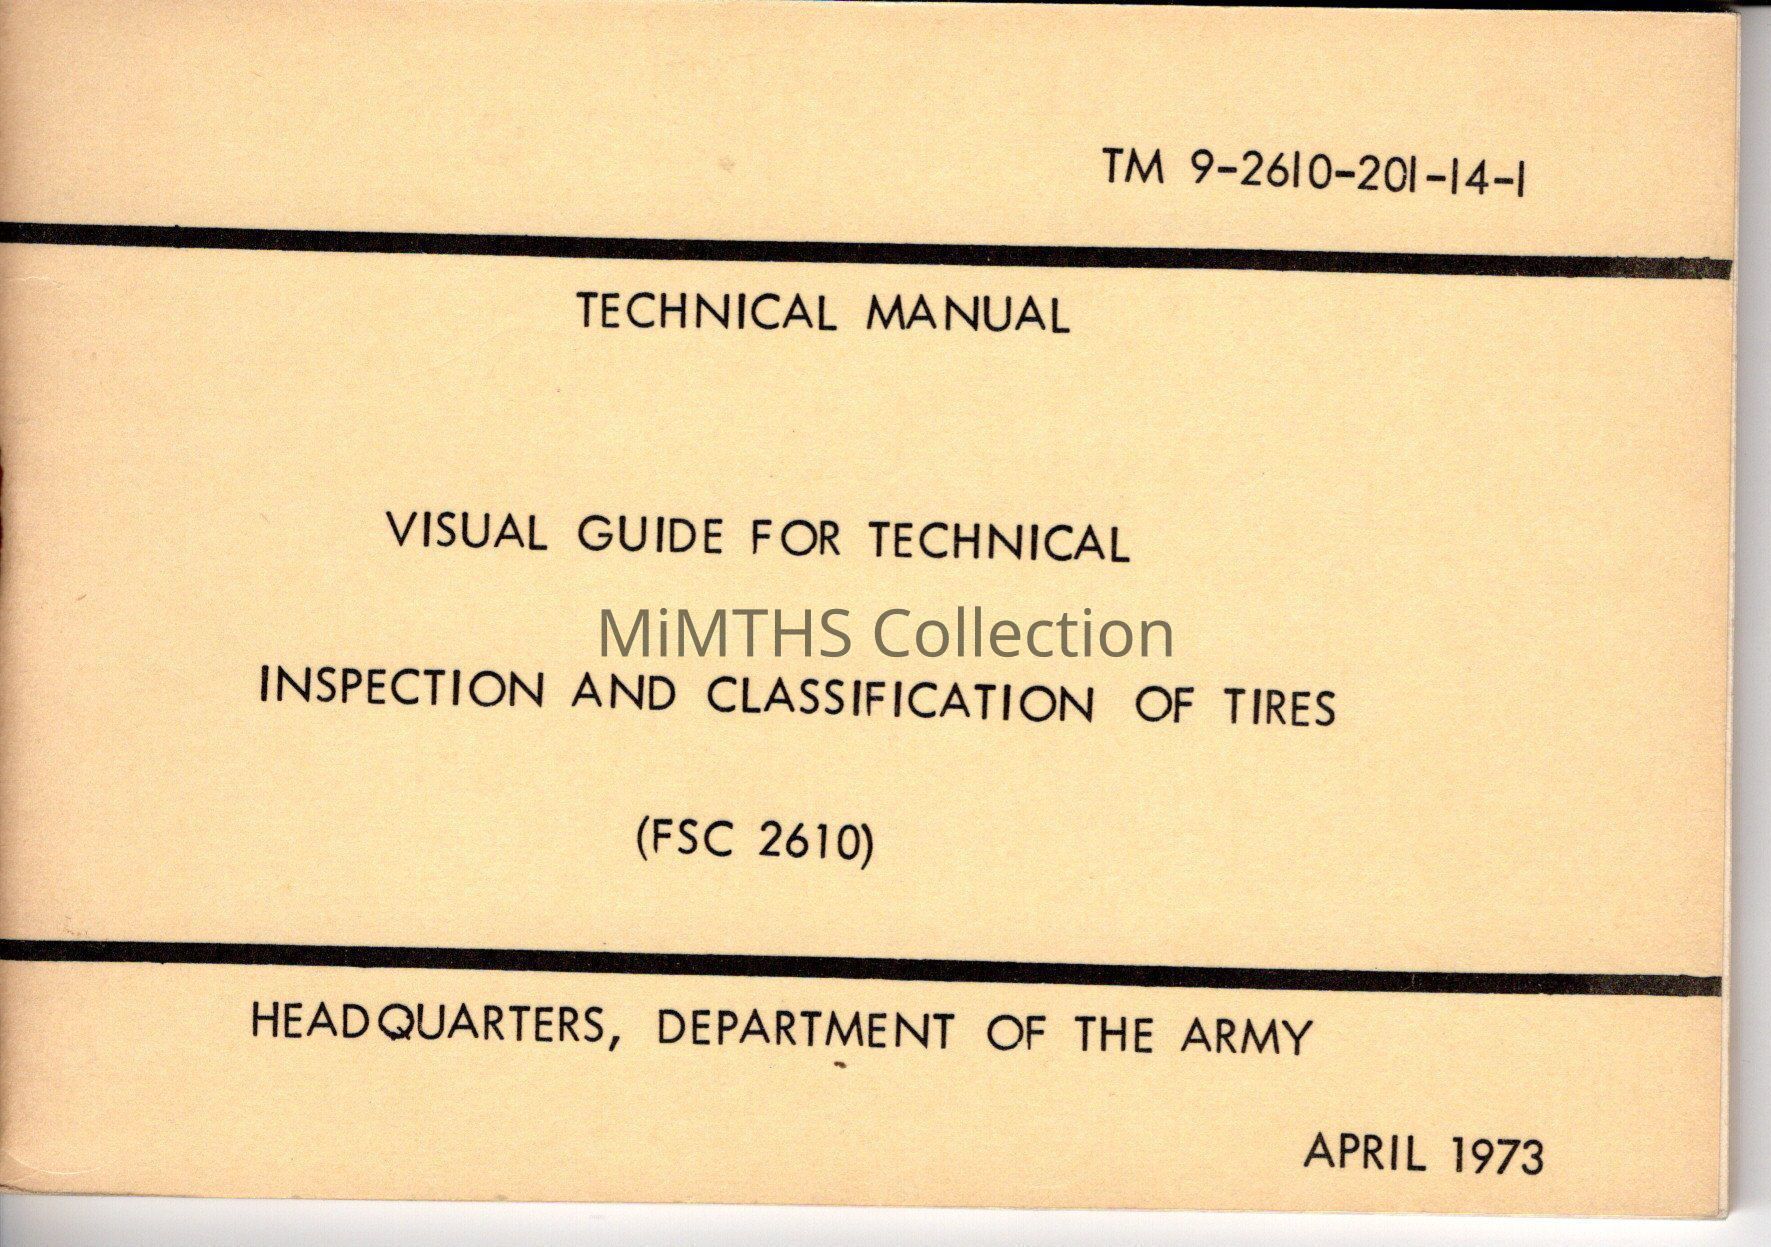 TM 9-2610-201-14-1
TECHNICAL MANUAL
VISUAL GUIDE FOR TECHNICAL
MiMTHS Collection
INSPECTION AND CLASSIFICATION OF TIRES
(FSC 2610)
HEADQUARTERS, DEPARTMENT OF THE ARMY
APRIL 1973